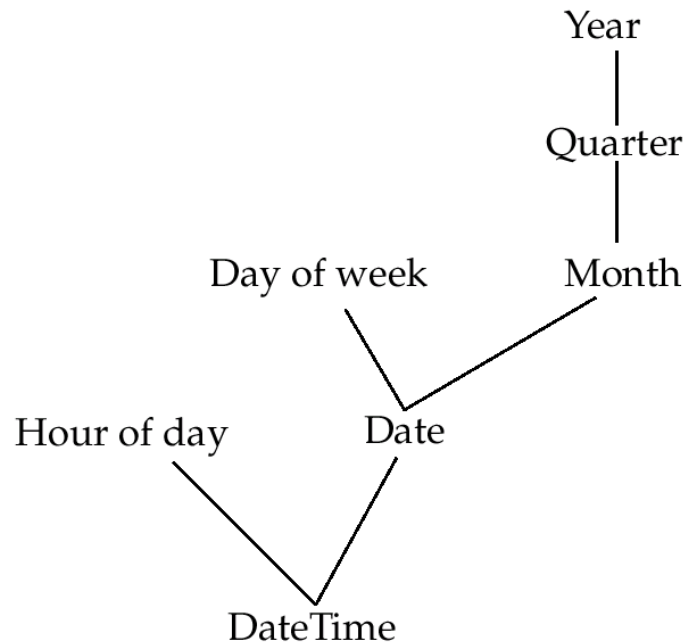 Year
Quarter
Day of week
Month
Hour of day
Date
DateTime